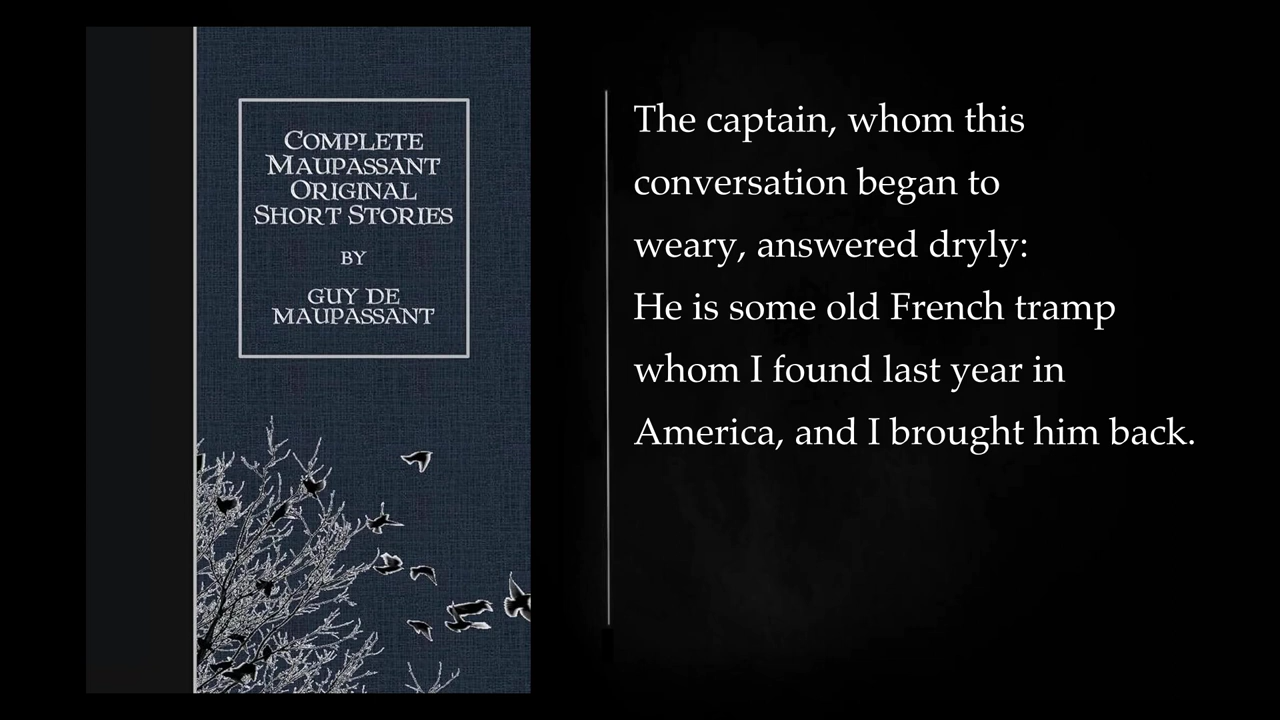 COMPLETE
MAUPASSANT
ORIGINAL
SHORT STORIES
BY
GUY DE
MAUPASSANT
The captain, whom this
conversation began to
weary, answered dryly:
He is some old French tramp
whom I found last year in
America, and I brought him back.